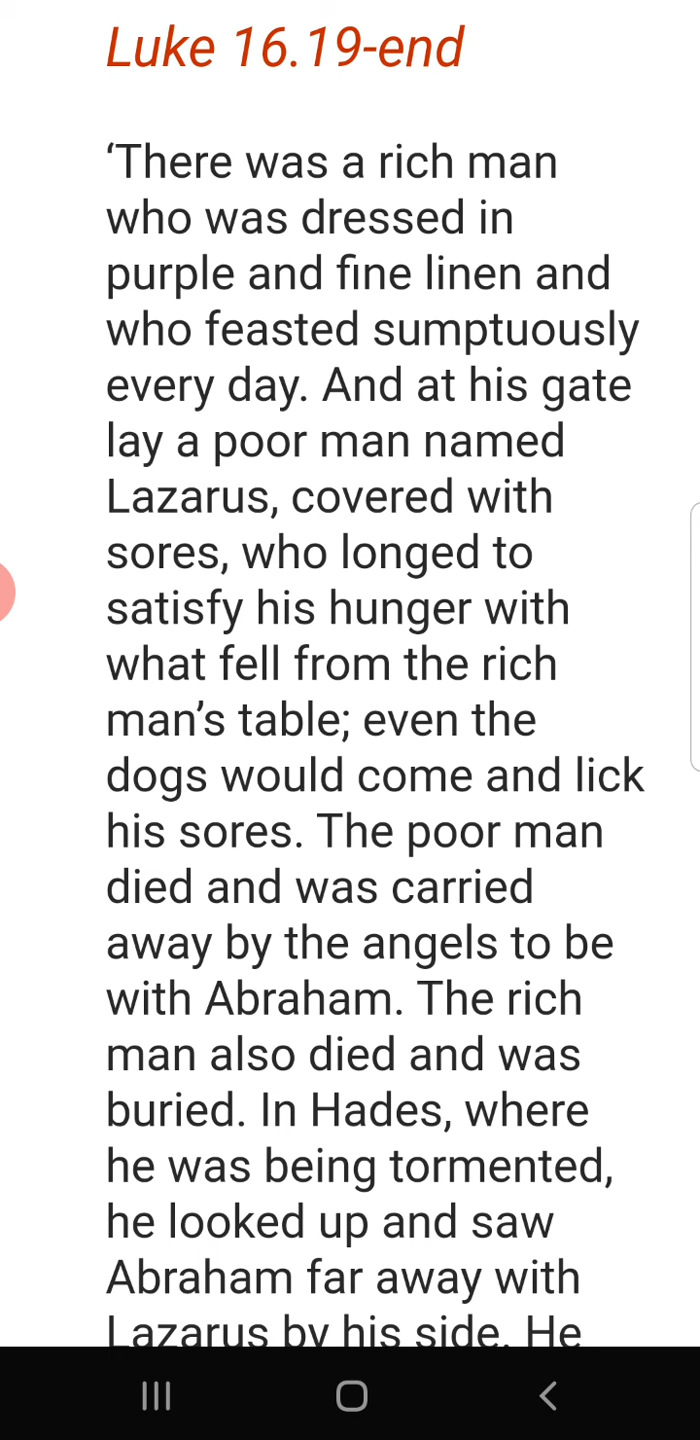 Luke 16.19-end
‘There was a rich man
who was dressed in
purple and fine linen and
who feasted sumptuously
every day. And at his gate
lay a poor man named
Lazarus, covered with
sores, who longed to
satisfy his hunger with
what fell from the rich
man’s table; even the
dogs would come and lick
his sores. The poor man
died and was carried
away by the angels to be
with Abraham. The rich
man also died and was
buried. In Hades, where
he was being tormented,
he looked up and saw
Abraham far away with
Lazarus by his side. He